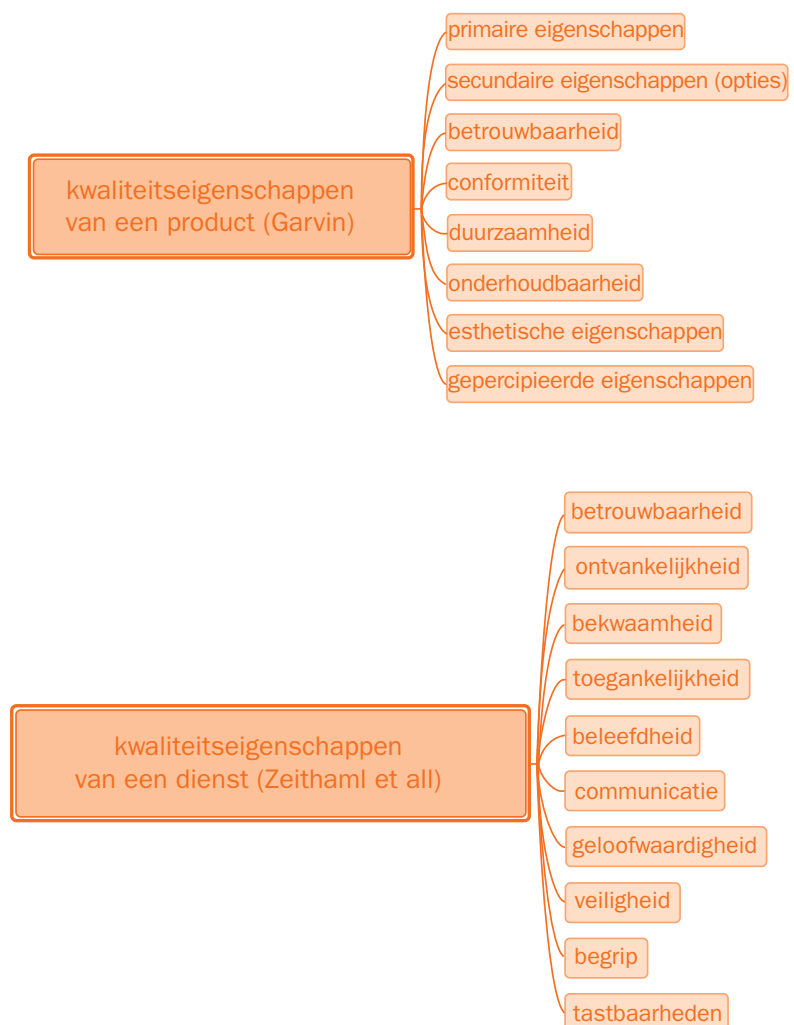 kwaliteitseigenschappen
van een product (Garvin)
primaire eigenschappen
secundaire eigenschappen (opties)
betrouwbaarheid
conformiteit
duurzaamheid
onderhoudbaarheid
esthetische eigenschappen
gepercipieerde eigenschappen
kwaliteitseigenschappen
van een dienst (Zeithaml et all)
betrouwbaarheid
ontvankelijkheid
bekwaamheid
toegankelijkheid
beleefdheid
communicatie
geloofwaardigheid
veiligheid
begrip
tastbaarheden